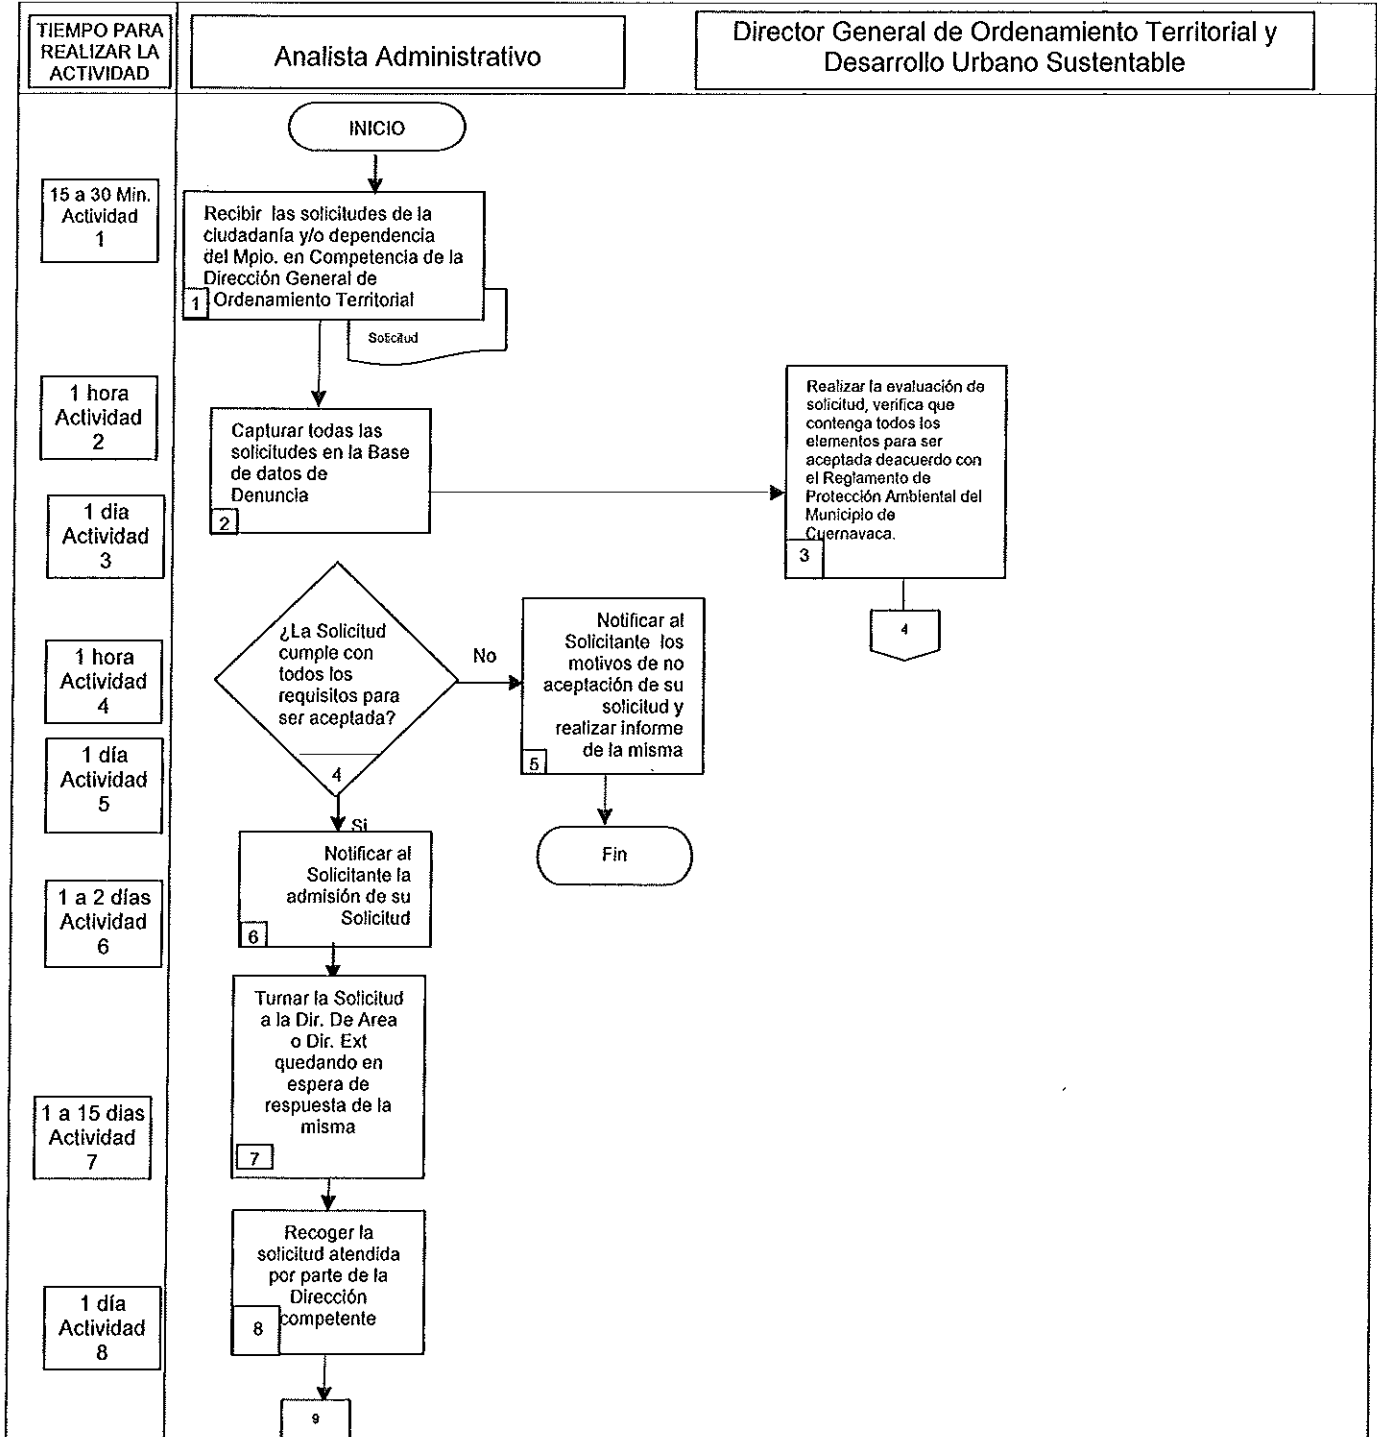 TIEMPO PARA
REALIZAR LA
ACTIVIDAD
Analista Administrativo
Director General de Ordenamiento Territorial y
Desarrollo Urbano Sustentable
INICIO
15 a 30 Min.
Actividad
1
Recibir las solicitudes de la
ciudadanía y/o dependencia
del Mpio. en Competencia de la
Dirección General de
Ordenamiento Territorial
1
Solicitud
1 hora
Actividad
2
Capturar todas las
solicitudes en la Base
de datos de
Denuncia
2
Realizar la evaluación de
solicitud, verifica que
contenga todos los
elementos para ser
aceptada deacuerdo con
el Reglamento de
Protección Ambiental del
Municipio de
Cuernavaca.
3
4
1 dia
Actividad
3
1 hora
Actividad
4
¿La Solicitud
cumple con
todos los
requisitos para
ser aceptada?
4
No
Notificar al
Solicitante los
motivos de no
aceptación de su
solicitud y
realizar informe
de la misma
5
1 día
Actividad
5
Si
Fin
Notificar al
Solicitante la
admisión de su
Solicitud
6
1 a 2 días
Actividad
6
Turnar la Solicitud
a la Dir. De Area
o Dir. Ext
quedando en
espera de
respuesta de la
misma
7
1 a 15 dias
Actividad
7
Recoger la
solicitud atendida
por parte de la
Dirección
competente
8
1 día
Actividad
8
9